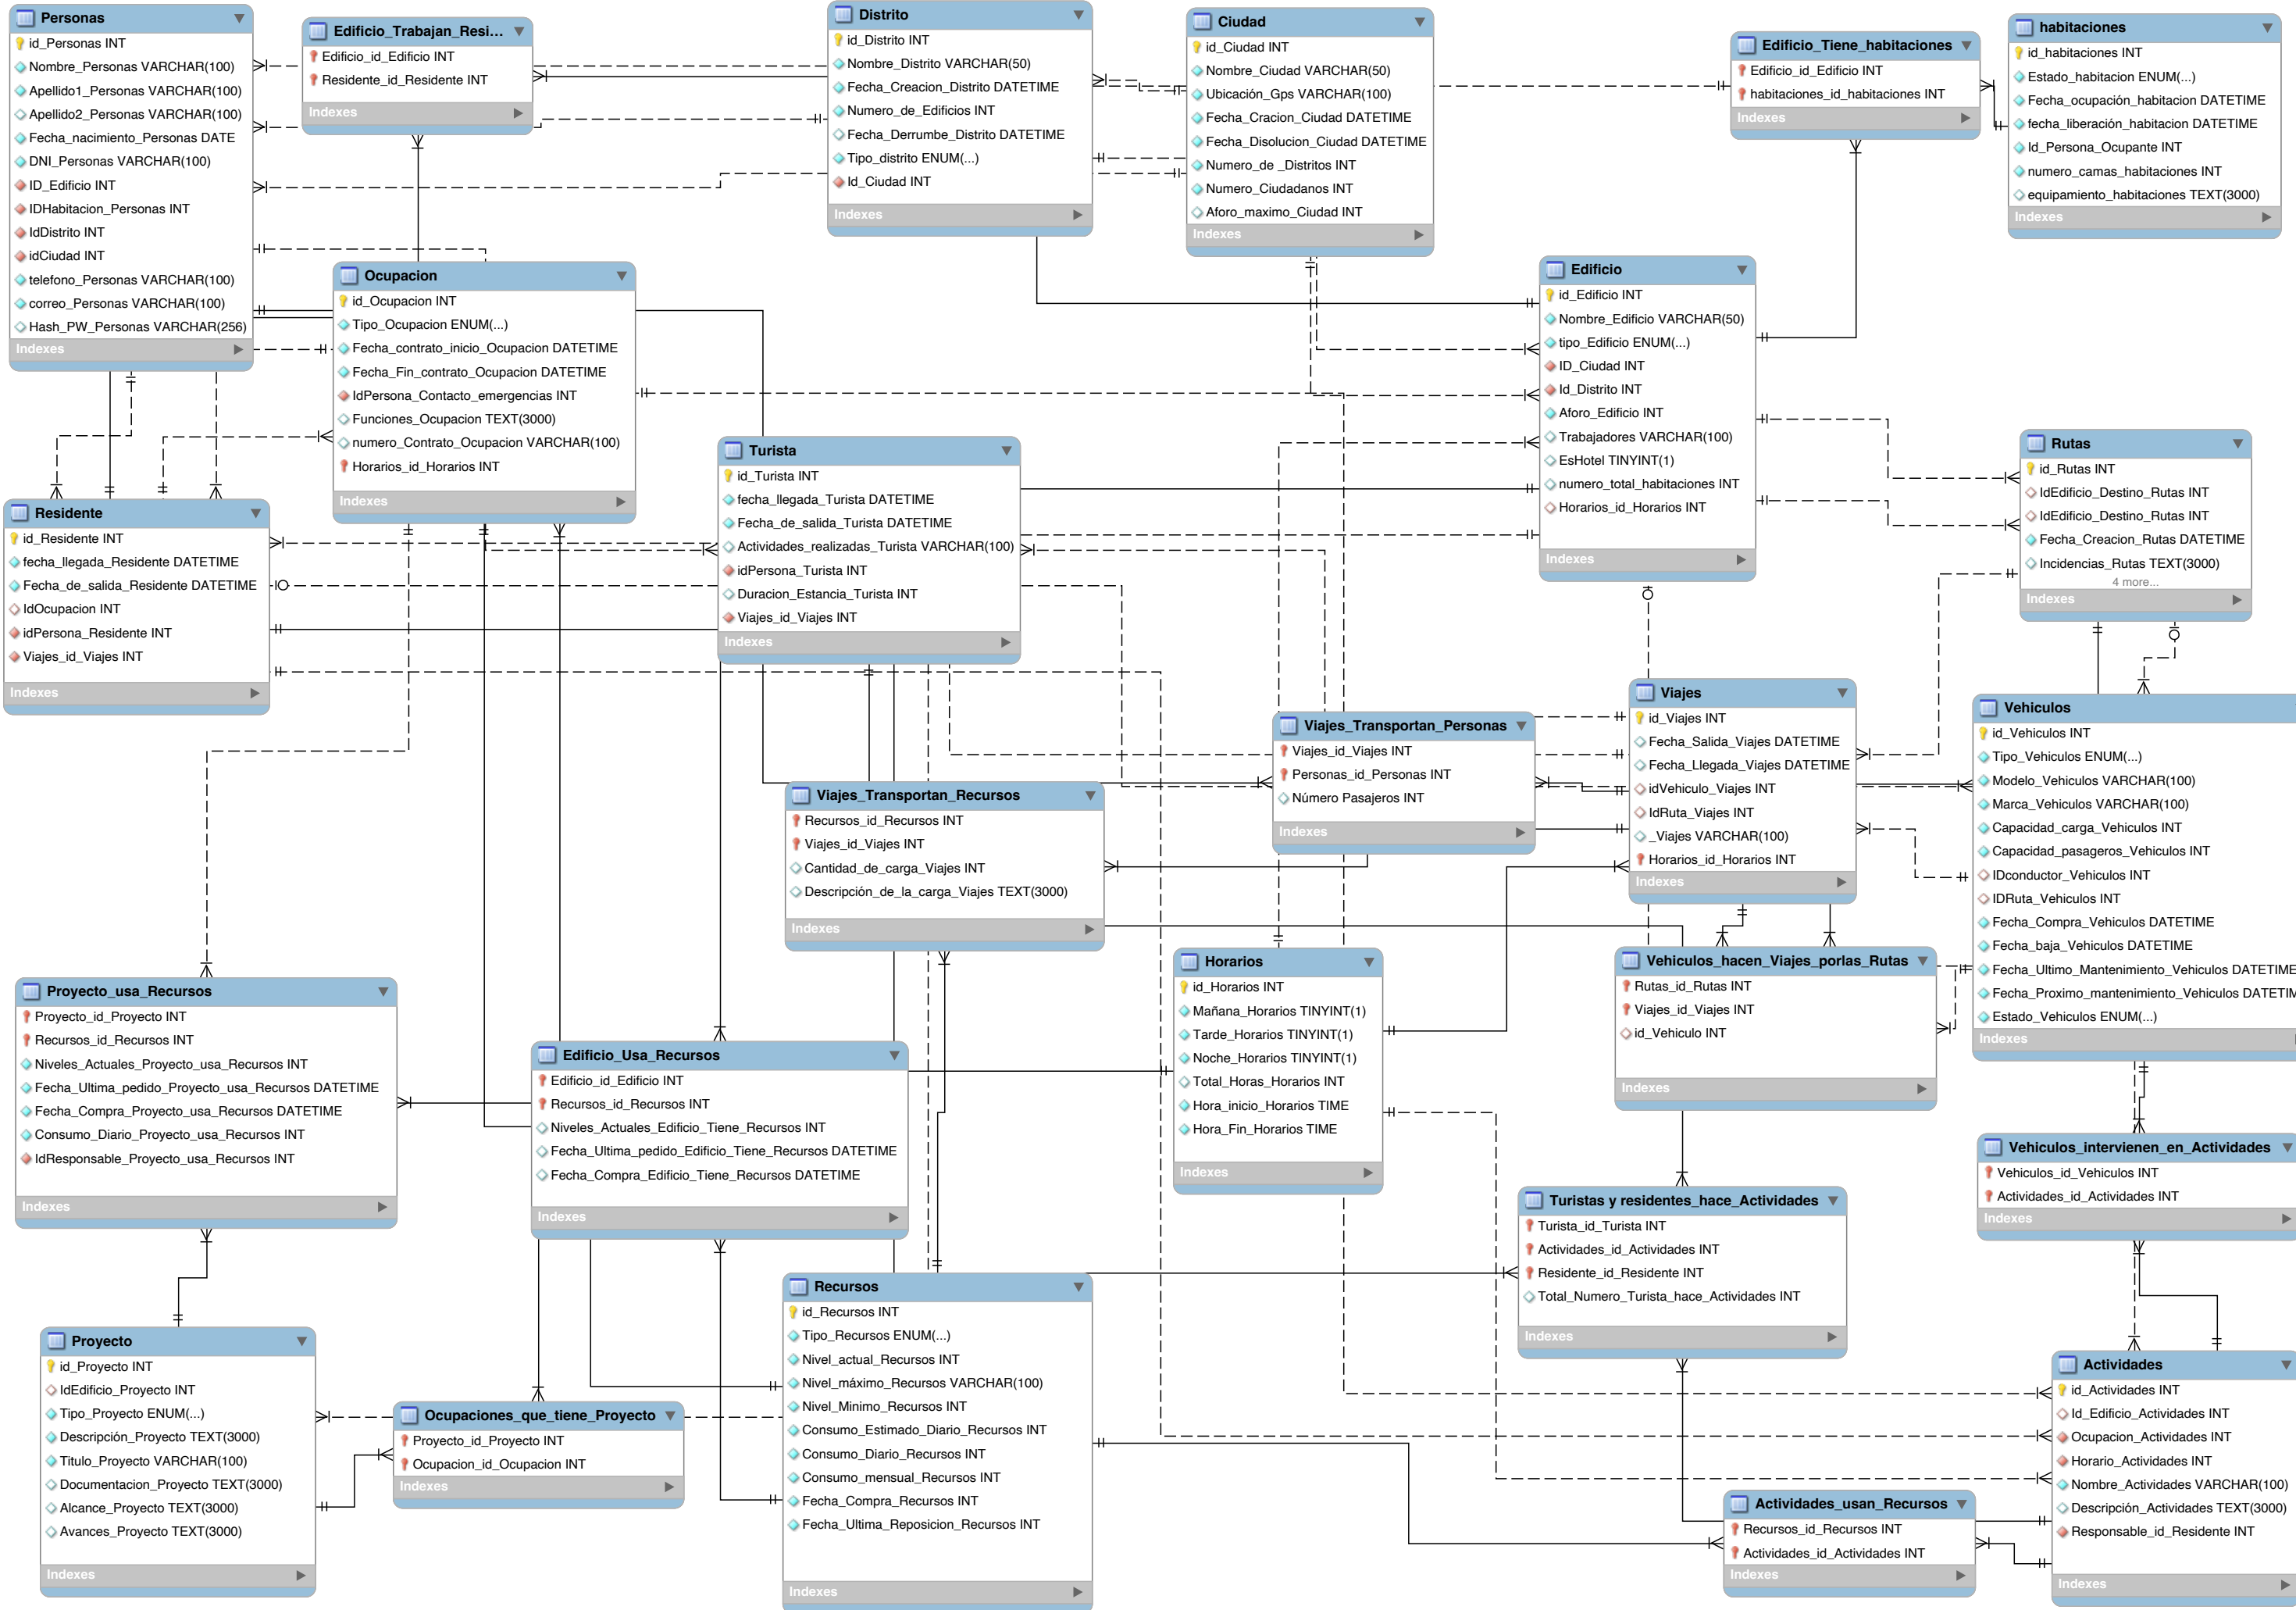 Personas
id_Personas INT
Nombre_Personas VARCHAR(100)
Apellido1_Personas VARCHAR(100)
Apellido2_Personas VARCHAR(100)
Fecha_nacimiento_Personas DATE
DNI_Personas VARCHAR(100)
ID_Edificio INT
IDHabitacion_Personas INT
IdDistrito INT
idCiudad INT
telefono_Personas VARCHAR(100)
correo_Personas VARCHAR(100)
Hash_PW_Personas VARCHAR(256)
Indexes
Edificio_Trabajan_Resi...
Edificio_id_Edificio INT
Residente_id_Residente INT
Indexes
Distrito
id_Distrito INT
Nombre_Distrito VARCHAR(50)
Fecha_Creacion_Distrito DATETIME
Numero_de_Edificios INT
Fecha_Derrumbe_Distrito DATETIME
Tipo_distrito ENUM(...)
Id_Ciudad INT
Indexes
Ciudad
id_Ciudad INT
Nombre_Ciudad VARCHAR(50)
Ubicación_Gps VARCHAR(100)
Fecha_Cracion_Ciudad DATETIME
Fecha_Disolucion_Ciudad DATETIME
Numero_de _Distritos INT
Numero_Ciudadanos INT
Aforo_maximo_Ciudad INT
Indexes
Edificio_Tiene_habitaciones
Edificio_id_Edificio INT
habitaciones_id_habitaciones INT
Indexes
habitaciones
id_habitaciones INT
Estado_habitacion ENUM(...)
Fecha_ocupación_habitacion DATETIME
fecha_liberación_habitacion DATETIME
Id_Persona_Ocupante INT
numero_camas_habitaciones INT
equipamiento_habitaciones TEXT(3000)
Indexes
Ocupacion
id_Ocupacion INT
Tipo_Ocupacion ENUM(...)
Fecha_contrato_inicio_Ocupacion DATETIME
Fecha_Fin_contrato_Ocupacion DATETIME
IdPersona_Contacto_emergencias INT
Funciones_Ocupacion TEXT(3000)
numero_Contrato_Ocupacion VARCHAR(100)
Horarios_id_Horarios INT
Indexes
Edificio
id_Edificio INT
Nombre_Edificio VARCHAR(50)
tipo_Edificio ENUM(...)
ID_Ciudad INT
Id_Distrito INT
Aforo_Edificio INT
Trabajadores VARCHAR(100)
EsHotel TINYINT(1)
numero_total_habitaciones INT
Horarios_id_Horarios INT
Indexes
Turista
id_Turista INT
fecha_llegada_Turista DATETIME
Fecha_de_salida_Turista DATETIME
Actividades_realizadas_Turista VARCHAR(100)
idPersona_Turista INT
Duracion_Estancia_Turista INT
Viajes_id_Viajes INT
Indexes
Rutas
id_Rutas INT
IdEdificio_Destino_Rutas INT
IdEdificio_Destino_Rutas INT
Fecha_Creacion_Rutas DATETIME
Incidencias_Rutas TEXT(3000)
4 more...
Indexes
Residente
id_Residente INT
fecha_llegada_Residente DATETIME
Fecha_de_salida_Residente DATETIME
IdOcupacion INT
idPersona_Residente INT
Viajes_id_Viajes INT
Indexes
Viajes
id_Viajes INT
Fecha_Salida_Viajes DATETIME
Fecha_Llegada_Viajes DATETIME
idVehiculo_Viajes INT
IdRuta_Viajes INT
_Viajes VARCHAR(100)
Horarios_id_Horarios INT
Indexes
Vehiculos
id_Vehiculos INT
Tipo_Vehiculos ENUM(...)
Modelo_Vehiculos VARCHAR(100)
Marca_Vehiculos VARCHAR(100)
Capacidad_carga_Vehiculos INT
Capacidad_pasageros_Vehiculos INT
IDconductor_Vehiculos INT
IDRuta_Vehiculos INT
Fecha_Compra_Vehiculos DATETIME
Fecha_baja_Vehiculos DATETIME
Fecha_Ultimo_Mantenimiento_Vehiculos DATETIME
Fecha_Proximo_mantenimiento_Vehiculos DATETIM
Estado_Vehiculos ENUM(...)
Indexes
Viajes_Transportan_Personas
Viajes_id_Viajes INT
Personas_id_Personas INT
Número Pasajeros INT
Indexes
Viajes_Transportan_Recursos
Recursos_id_Recursos INT
Viajes_id_Viajes INT
Cantidad_de_carga_Viajes INT
Descripción_de_la_carga_Viajes TEXT(3000)
Indexes
Proyecto_usa_Recursos
Proyecto_id_Proyecto INT
Recursos_id_Recursos INT
Niveles_Actuales_Proyecto_usa_Recursos INT
Fecha_Ultima_pedido_Proyecto_usa_Recursos DATETIME
Fecha_Compra_Proyecto_usa_Recursos DATETIME
Consumo_Diario_Proyecto_usa_Recursos INT
IdResponsable_Proyecto_usa_Recursos INT
Indexes
Horarios
id_Horarios INT
Mañana_Horarios TINYINT(1)
Tarde_Horarios TINYINT(1)
Noche_Horarios TINYINT(1)
Total_Horas_Horarios INT
Hora_inicio_Horarios TIME
Hora_Fin_Horarios TIME
Indexes
Vehiculos_hacen_Viajes_porlas_Rutas
Rutas_id_Rutas INT
Viajes_id_Viajes INT
id_Vehiculo INT
Indexes
Edificio_Usa_Recursos
Edificio_id_Edificio INT
Recursos_id_Recursos INT
Niveles_Actuales_Edificio_Tiene_Recursos INT
Fecha_Ultima_pedido_Edificio_Tiene_Recursos DATETIME
Fecha_Compra_Edificio_Tiene_Recursos DATETIME
Indexes
Vehiculos_intervienen_en_Actividades
Vehiculos_id_Vehiculos INT
Actividades_id_Actividades INT
Indexes
Turistas y residentes_hace_Actividades
Turista_id_Turista INT
Actividades_id_Actividades INT
Residente_id_Residente INT
Total_Numero_Turista_hace_Actividades INT
Indexes
Recursos
id_Recursos INT
Tipo_Recursos ENUM(...)
Nivel_actual_Recursos INT
Nivel_máximo_Recursos VARCHAR(100)
Nivel_Minimo_Recursos INT
Consumo_Estimado_Diario_Recursos INT
Consumo_Diario_Recursos INT
Consumo_mensual_Recursos INT
Fecha_Compra_Recursos INT
Fecha_Ultima_Reposicion_Recursos INT
Indexes
Proyecto
id_Proyecto INT
IdEdificio_Proyecto INT
Tipo_Proyecto ENUM(...)
Descripción_Proyecto TEXT(3000)
Titulo_Proyecto VARCHAR(100)
Documentacion_Proyecto TEXT(3000)
Alcance_Proyecto TEXT(3000)
Avances_Proyecto TEXT(3000)
Indexes
Ocupaciones_que_tiene_Proyecto
Proyecto_id_Proyecto INT
Ocupacion_id_Ocupacion INT
Indexes
Actividades
id_Actividades INT
Id_Edificio_Actividades INT
Ocupacion_Actividades INT
Horario_Actividades INT
Nombre_Actividades VARCHAR(100)
Descripción_Actividades TEXT(3000)
Responsable_id_Residente INT
Indexes
Actividades_usan_Recursos
Recursos_id_Recursos INT
Actividades_id_Actividades INT
Indexes